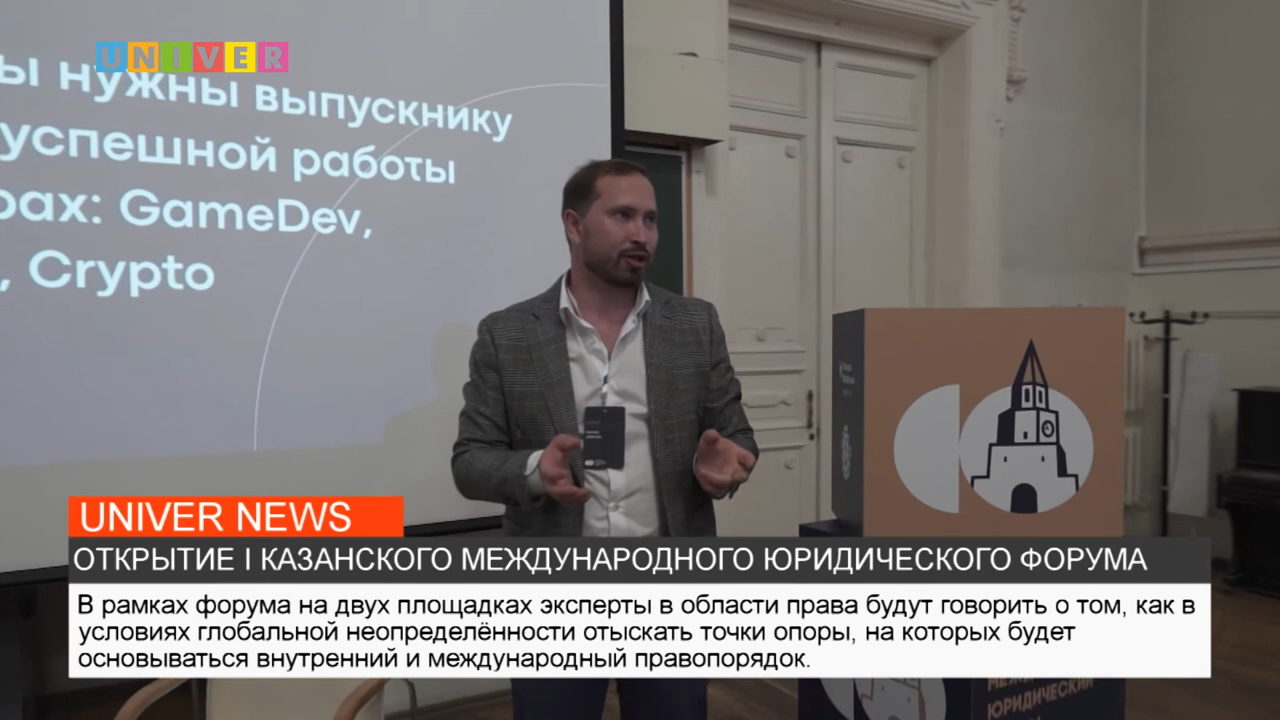 UNIVER
нужны выпускнику
успешной работы
GameDev,
Crypto
UNIVER NEWS
ОТКРЫТИЕ I КАЗАНСКОГО МЕЖДУНАРОДНОГО ЮРИДИЧЕСКОГО ФОРУМА
В рамках форума на двух площадках эксперты в области права будут говорить о том, как в
условиях глобальной неопределённости отыскать точки опоры, на которых будет
основываться внутренний и международный правопорядок.
ЮРИДИЧЕСКИЙ